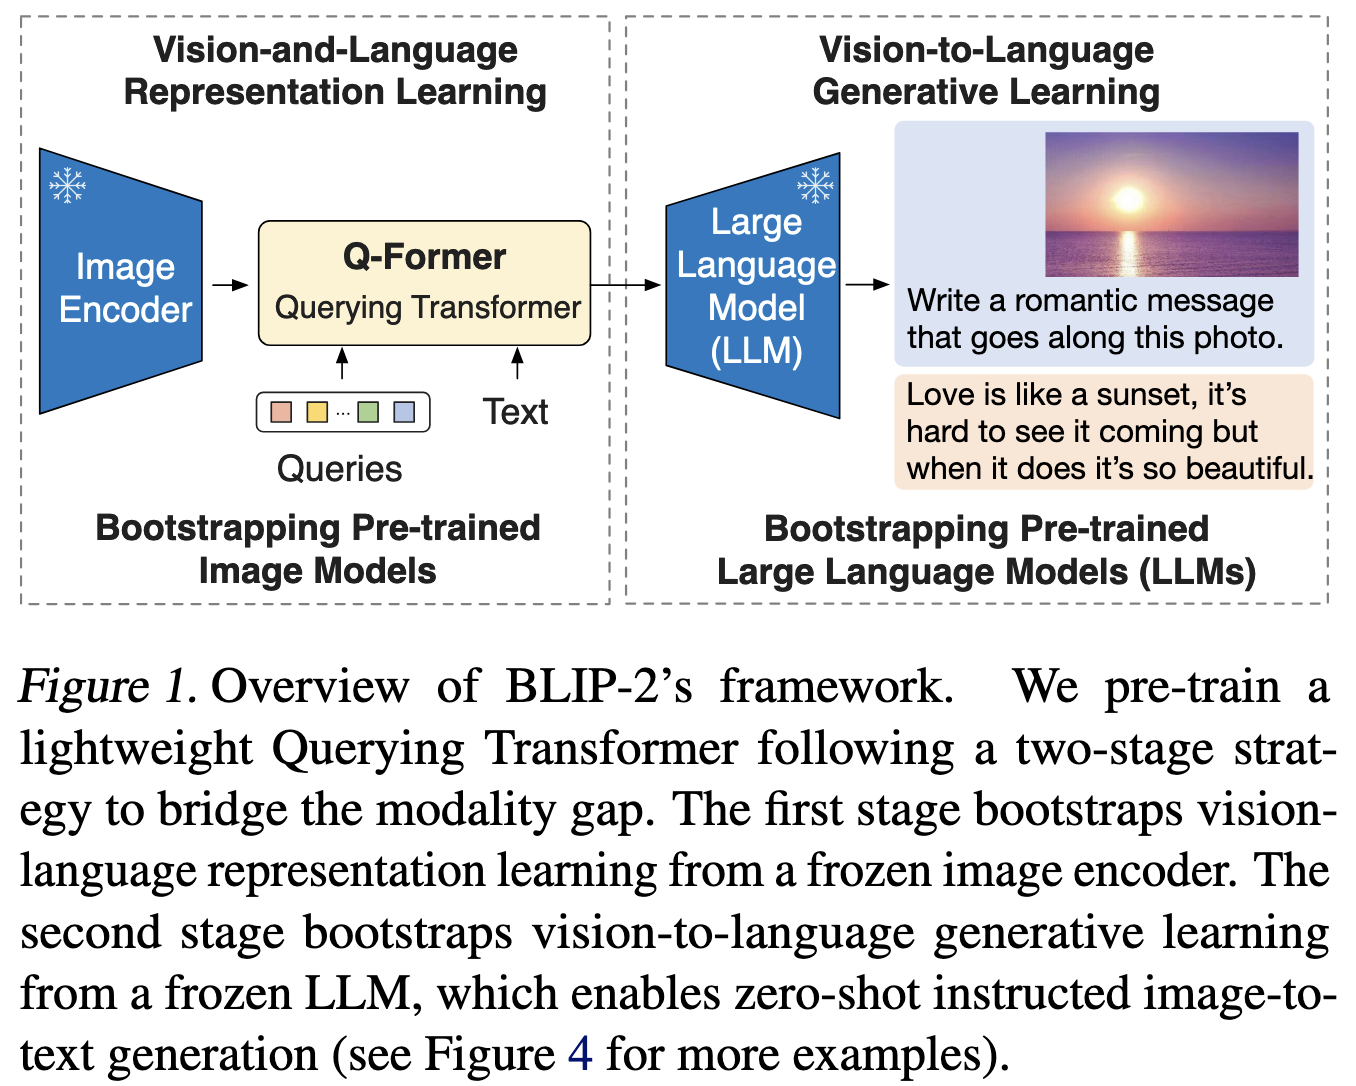 Vision-and-Language
Representation Learning
Image
Encoder
Q-Former
Querying Transformer
...
Queries
Text
Bootstrapping Pre-trained
Image Models
Vision-to-Language
Generative Learning
Large
Language
Model
(LLM)
Write a romantic message
that goes along this photo.
Love is like a sunset, it's
hard to see it coming but
when it does it's so beautiful.
Bootstrapping Pre-trained
Large Language Models (LLMs)
Figure 1. Overview of BLIP-2's framework. We pre-train a
lightweight Querying Transformer following a two-stage strat-
egy to bridge the modality gap. The first stage bootstraps vision-
language representation learning from a frozen image encoder. The
second stage bootstraps vision-to-language generative learning
from a frozen LLM, which enables zero-shot instructed image-to-
text generation (see Figure 4 for more examples).